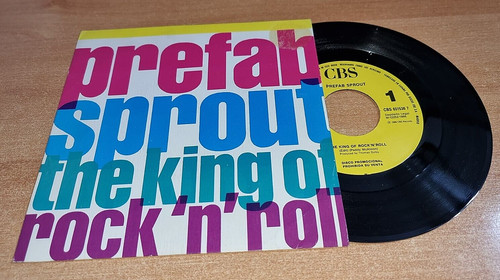 prefab
sprout
the king of
rock 'n' roll
CBS
PREFAB SPROUT
1
THE KING OF ROCK'N'ROLL
DISCO PROMOCIONAL
PROHIBIDA SU VENTA